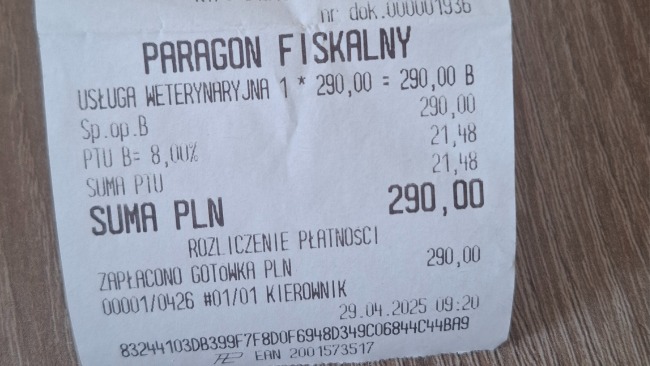 nr dok.000001936
PARAGON FISKALNY
USŁUGA WETERYNARYJNA 1 * 290,00 = 290,00 B
Sp.op.B 290,00
PTU B= 8,00% 21,48
SUMA PTU 21,48
SUMA PLN 290,00
ROZLICZENIE PŁATNOŚCI
ZAPŁACONO GOTóWKA PLN 290,00
00001/0426 #01/01 KIEROWNIK
29.04.2025 09:20
83244103DB399F7F8D0F6948D349C06844C44BA9
EAN 2001573517